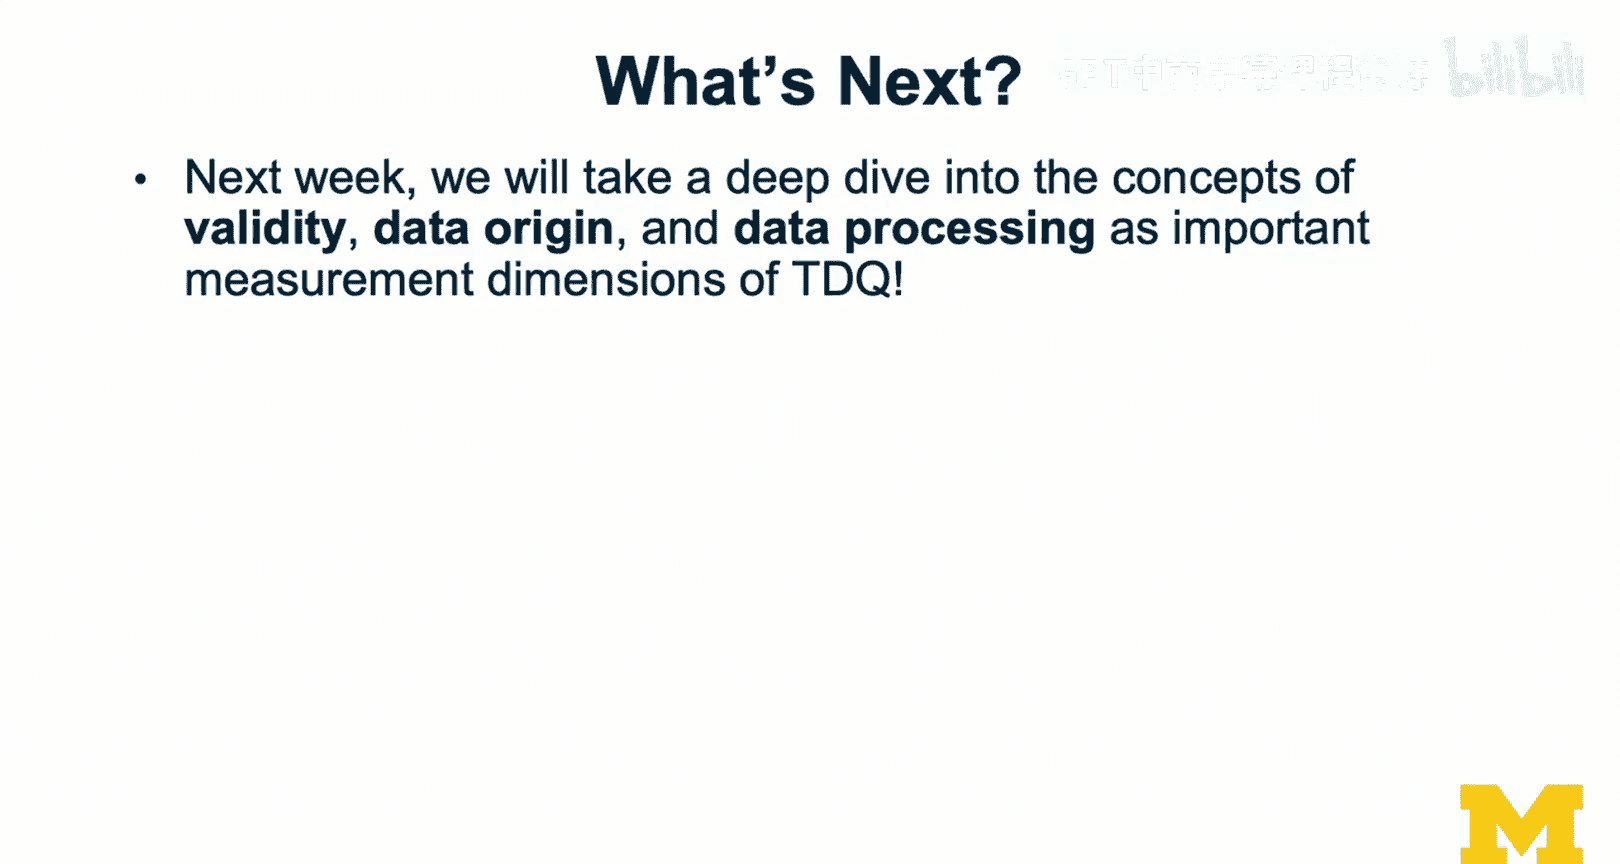 What's Next?
• Next week, we will take a deep dive into the concepts of
validity, data origin, and data processing as important
measurement dimensions of TDQ!
bilibili
M